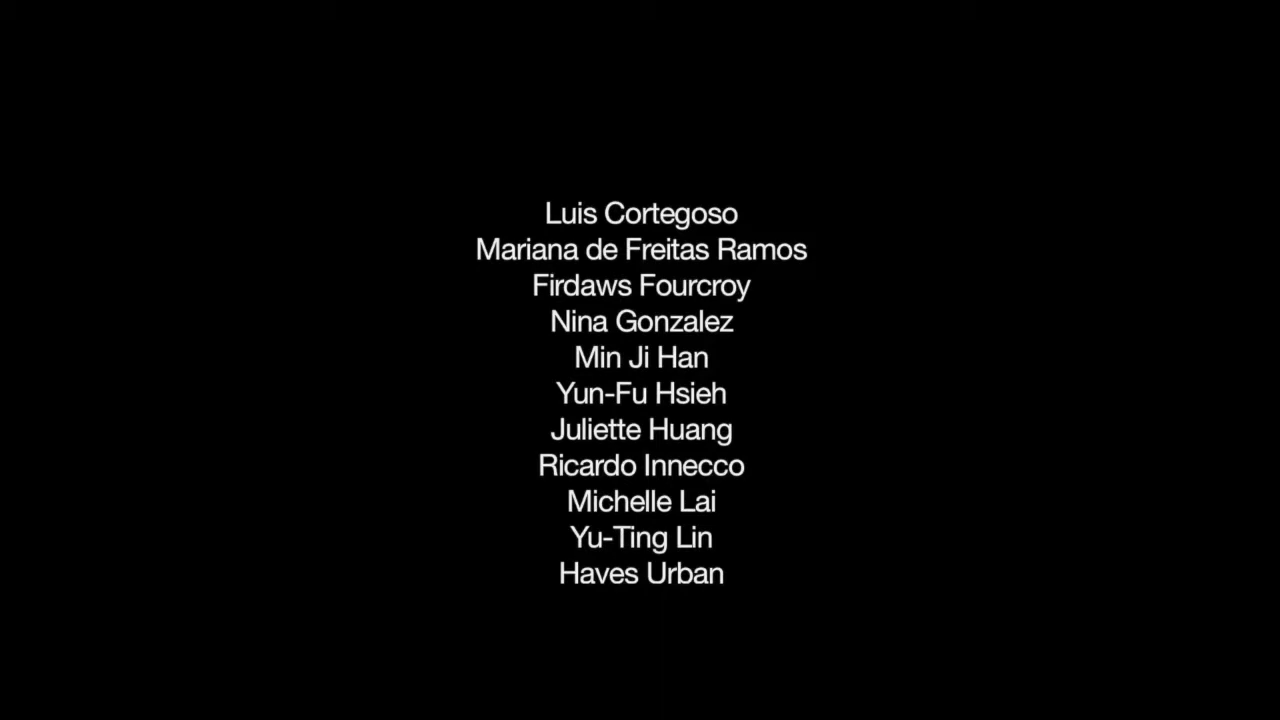 Luis Cortegoso
Mariana de Freitas Ramos
Firdaws Fourcroy
Nina Gonzalez
Min Ji Han
Yun-Fu Hsieh
Juliette Huang
Ricardo Innecco
Michelle Lai
Yu-Ting Lin
Haves Urban